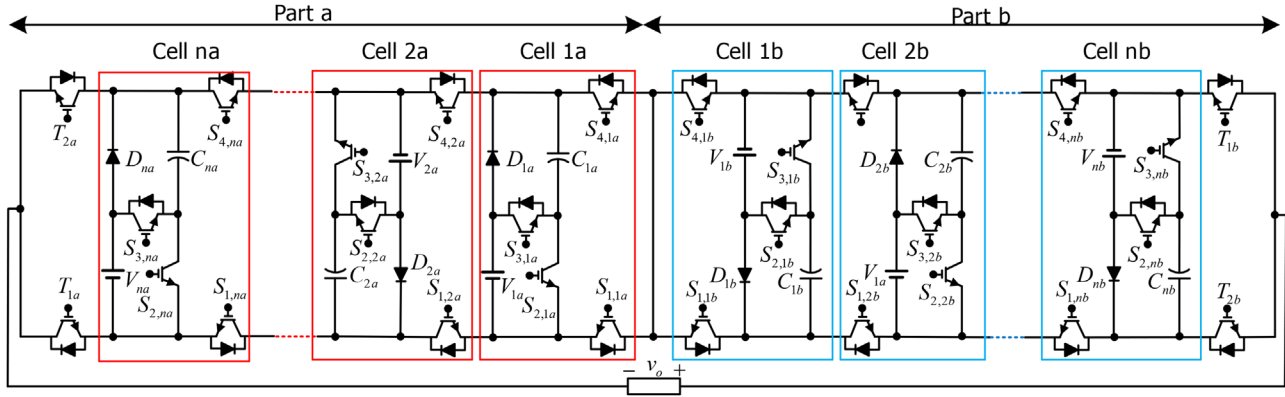 Part a
Part b
Cell na
Cell 2a
Cell 1a
Cell 1b
Cell 2b
Cell nb
T2a
S4,na
S4,2a
S4,1a
S4,1b
S4,nb
T1b
Dna
Cna
S3,2a
V2a
D1a
C1a
V1b
S3,1b
D2b
C2b
Vnb
S3,nb
S3,na
S2,2a
S3,1a
S2,1b
S3,2b
S2,nb
T1a
Vna
S2,na
S1,na
C2a
D2a
S1,2a
V1a
S2,1a
S1,1a
S1,1b
D1b
C1b
S1,2b
V1a
S2,2b
S1,nb
Dnb
Cnb
T2b
− vo +